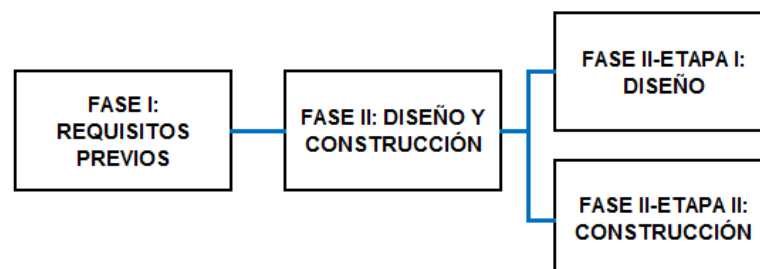 FASE I:
REQUISITOS
PREVIOS
FASE II: DISEÑO Y
CONSTRUCCIÓN
FASE II-ETAPA I:
DISEÑO
FASE II-ETAPA II:
CONSTRUCCIÓN